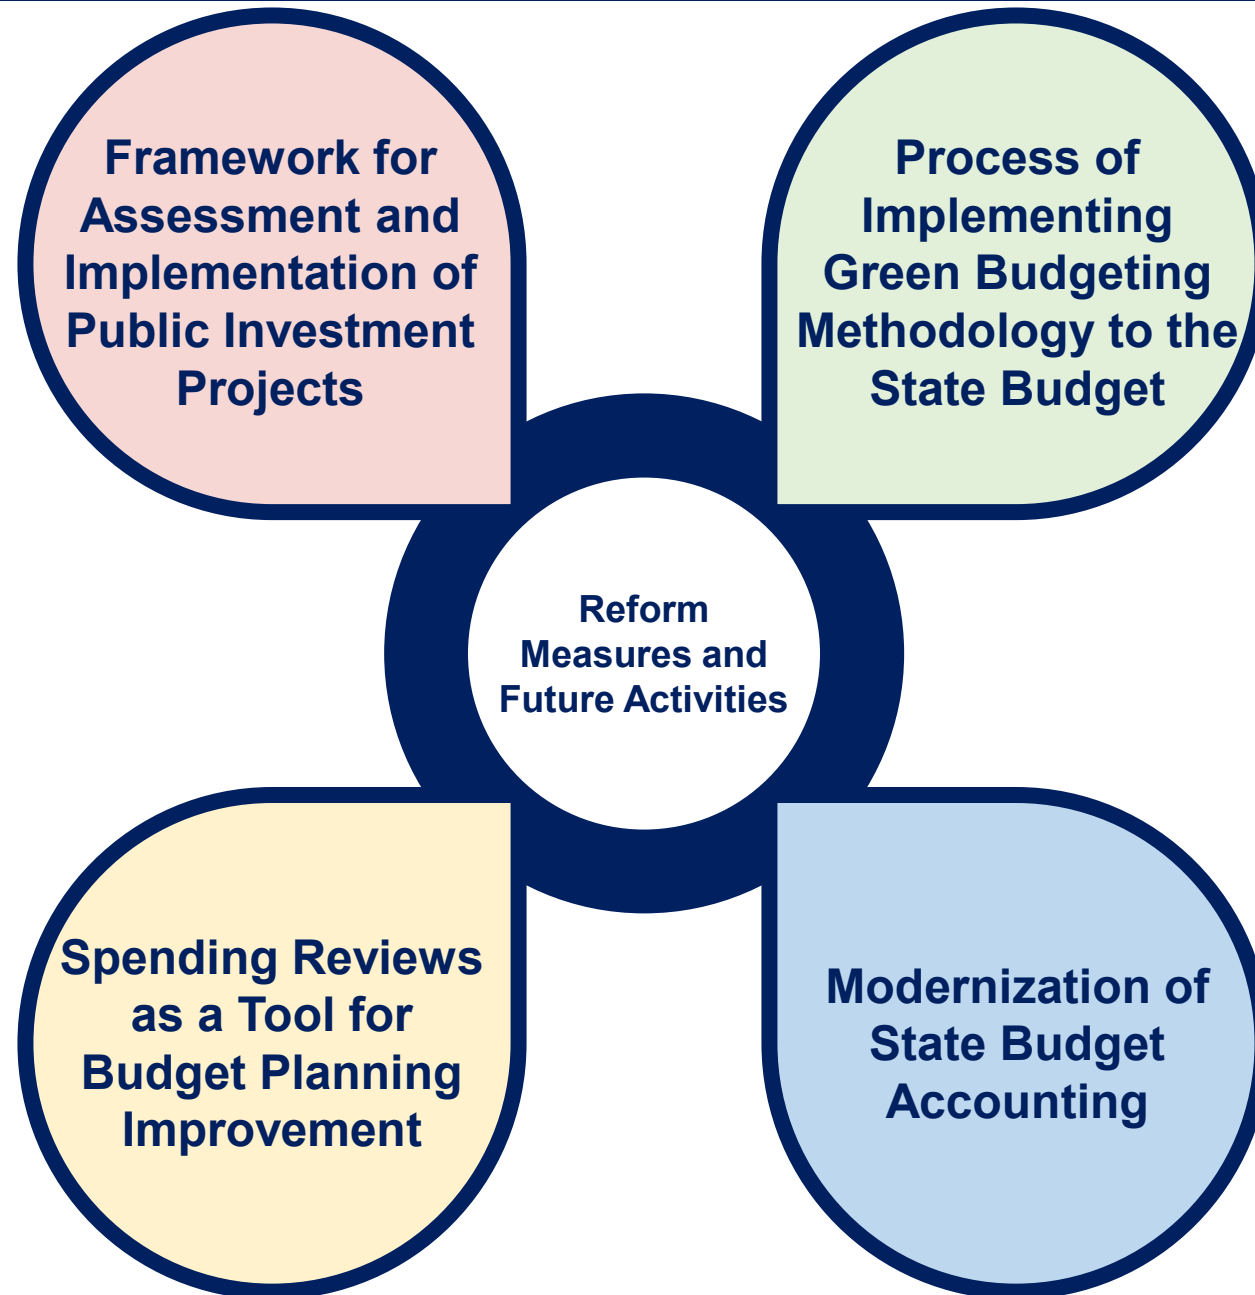 Framework for
Assessment and
Implementation of
Public Investment
Projects
Process of
Implementing
Green Budgeting
Methodology to the
State Budget
Reform
Measures and
Future Activities
Spending Reviews
as a Tool for
Budget Planning
Improvement
Modernization of
State Budget
Accounting